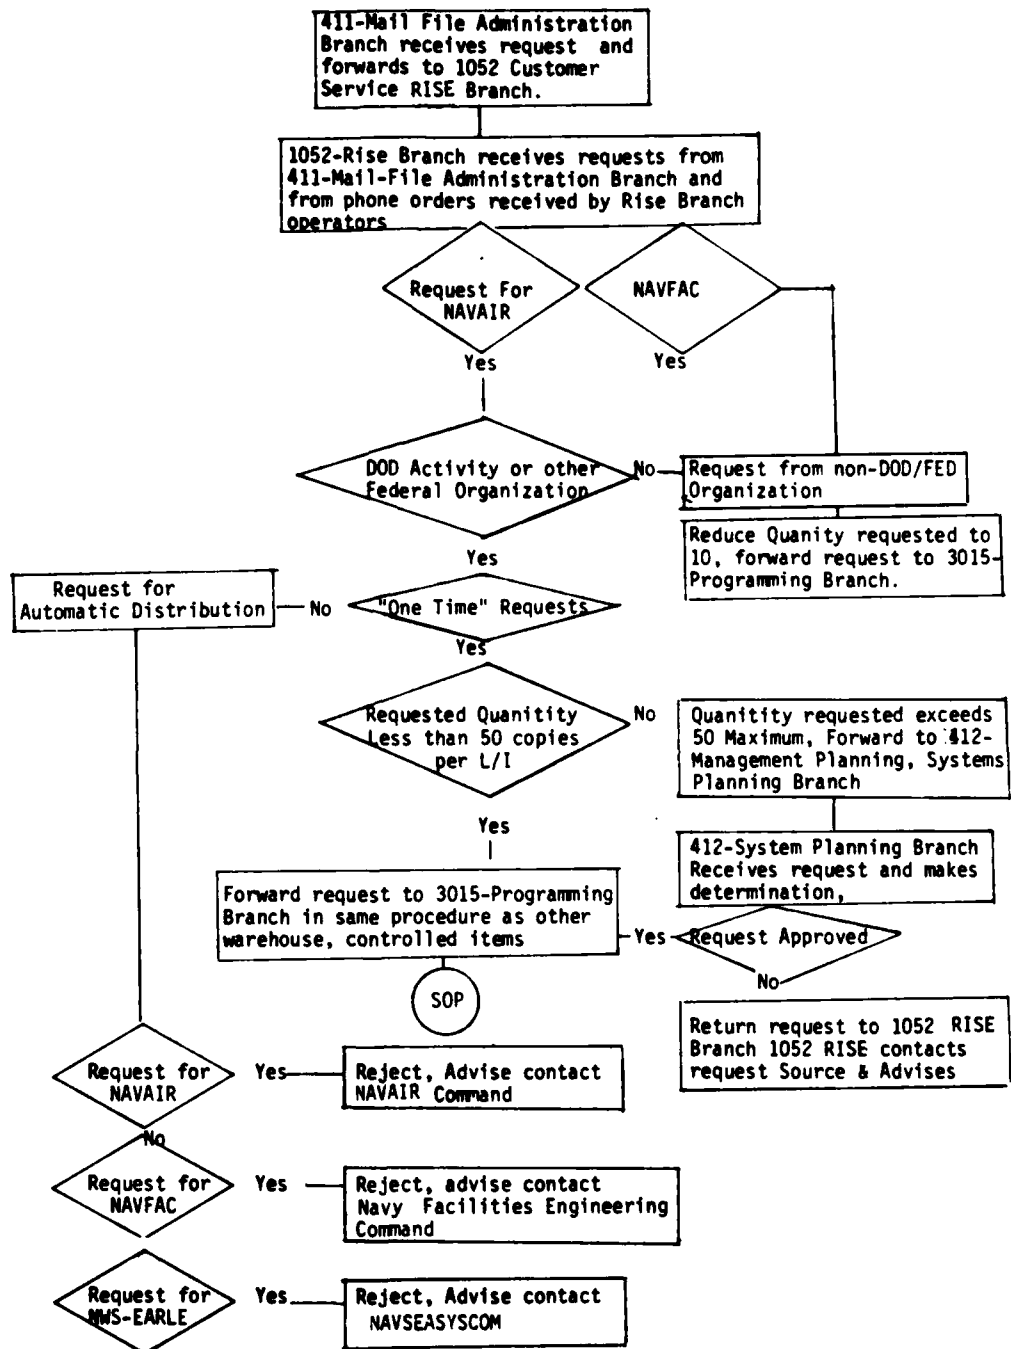 411-Mail File Administration
Branch receives request and
forwards to 1052 Customer
Service RISE Branch.
1052-Rise Branch receives requests from
411-Mail-File Administration Branch and
from phone orders received by Rise Branch
operators
Request For
NAVAIR
Yes
NAVFAC
Yes
DOD Activity or other
Federal Organization
No
Request from non-DOD/FED
Organization
Reduce Quanity requested to
10, forward request to 3015-
Programming Branch.
Yes
"One Time" Requests
No
Request for
Automatic Distribution
Yes
Requested Quanitity
Less than 50 copies
per L/I
No
Quanitity requested exceeds
50 Maximum, Forward to 412-
Management Planning, Systems
Planning Branch
Yes
412-System Planning Branch
Receives request and makes
determination,
Forward request to 3015-Programming
Branch in same procedure as other
warehouse, controlled items
Yes
Request Approved
No
SOP
Return request to 1052 RISE
Branch 1052 RISE contacts
request Source & Advises
Request for
NAVAIR
Yes
Reject, Advise contact
NAVAIR Command
No
Request for
NAVFAC
Yes
Reject, advise contact
Navy Facilities Engineering
Command
Request for
NWS-EARLE
Yes
Reject, Advise contact
NAVSEASYSCOM